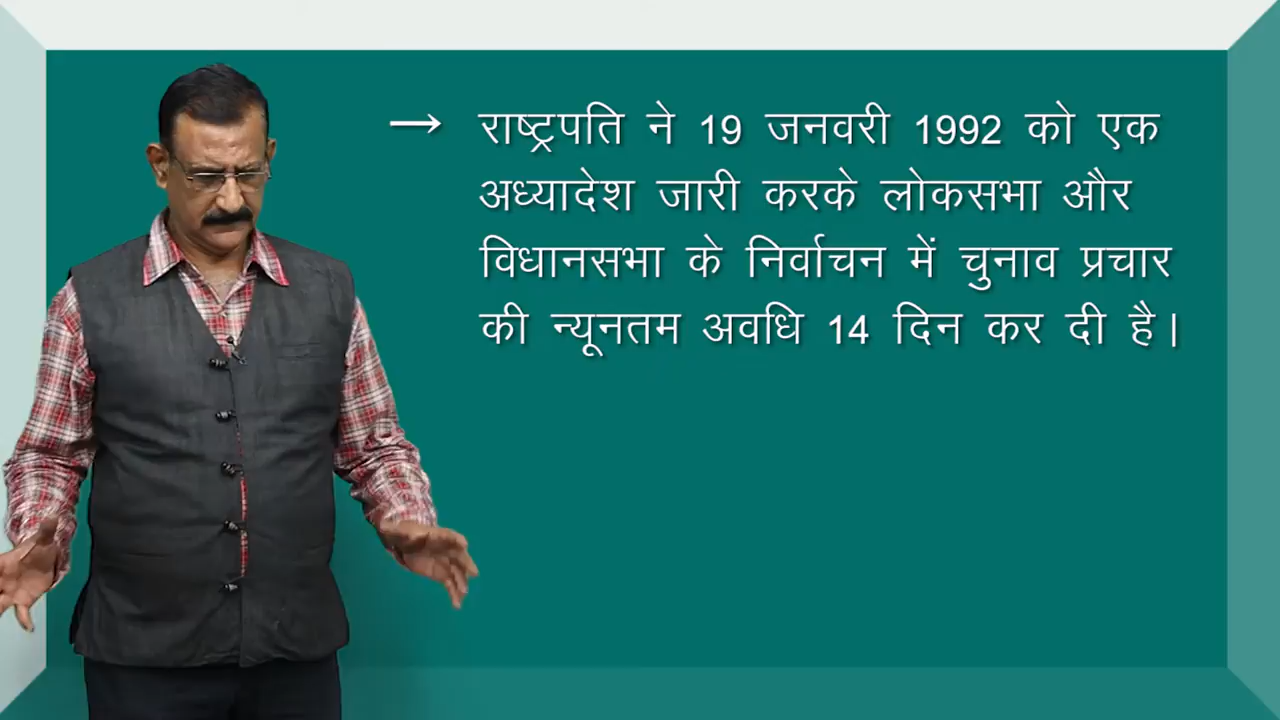 → राष्ट्रपति ने 19 जनवरी 1992 को एक
अध्यादेश जारी करके लोकसभा और
विधानसभा के निर्वाचन में चुनाव प्रचार
की न्यूनतम अवधि 14 दिन कर दी है।